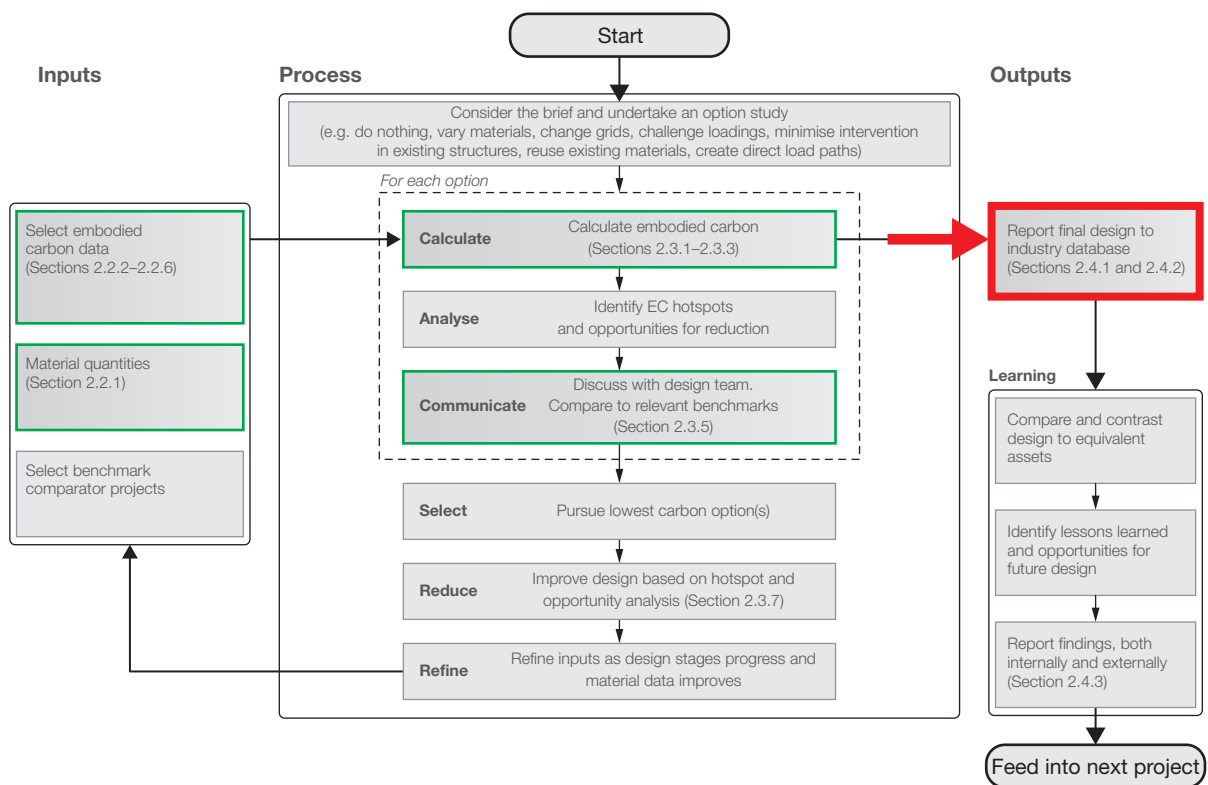 Start
Inputs
Process
Outputs
Consider the brief and undertake an option study
(e.g. do nothing, vary materials, change grids, challenge loadings, minimise intervention
in existing structures, reuse existing materials, create direct load paths)
For each option
Select embodied
carbon data
(Sections 2.2.2–2.2.6)
Material quantities
(Section 2.2.1)
Select benchmark
comparator projects
Calculate
Calculate embodied carbon
(Sections 2.3.1–2.3.3)
Analyse
Identify EC hotspots
and opportunities for reduction
Communicate
Discuss with design team.
Compare to relevant benchmarks
(Section 2.3.5)
Select
Pursue lowest carbon option(s)
Reduce
Improve design based on hotspot and
opportunity analysis (Section 2.3.7)
Refine
Refine inputs as design stages progress and
material data improves
Report final design to
industry database
(Sections 2.4.1 and 2.4.2)
Learning
Compare and contrast
design to equivalent
assets
Identify lessons learned
and opportunities for
future design
Report findings, both
internally and externally
(Section 2.4.3)
Feed into next project